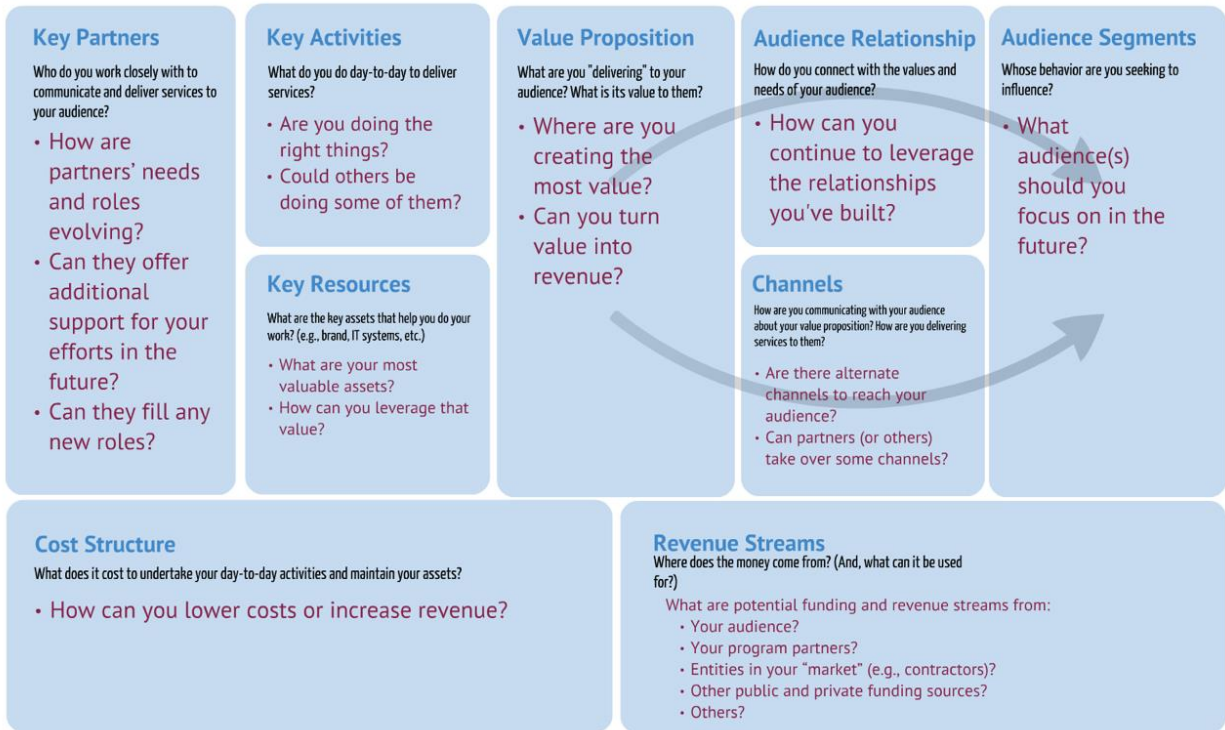 Key Partners
Who do you work closely with to
communicate and deliver services to
your audience?
• How are
partners’ needs
and roles
evolving?
• Can they offer
additional
support for your
efforts in the
future?
• Can they fill any
new roles?
Key Activities
What do you do day-to-day to deliver
services?
• Are you doing the
right things?
• Could others be
doing some of them?
Key Resources
What are the key assets that help you do your
work? (e.g., brand, IT systems, etc.)
• What are your most
valuable assets?
• How can you leverage that
value?
Value Proposition
What are you "delivering" to your
audience? What is its value to them?
• Where are you
creating the
most value?
• Can you turn
value into
revenue?
Audience Relationship
How do you connect with the values and
needs of your audience?
• How can you
continue to leverage
the relationships
you've built?
Channels
How are you communicating with your audience
about your value proposition? How are you delivering
services to them?
• Are there alternate
channels to reach your
audience?
• Can partners (or others)
take over some channels?
Audience Segments
Whose behavior are you seeking to
influence?
• What
audience(s)
should you
focus on in the
future?
Cost Structure
What does it cost to undertake your day-to-day activities and maintain your assets?
• How can you lower costs or increase revenue?
Revenue Streams
Where does the money come from? (And, what can it be used
for?)
What are potential funding and revenue streams from:
• Your audience?
• Your program partners?
• Entities in your “market” (e.g., contractors)?
• Other public and private funding sources?
• Others?